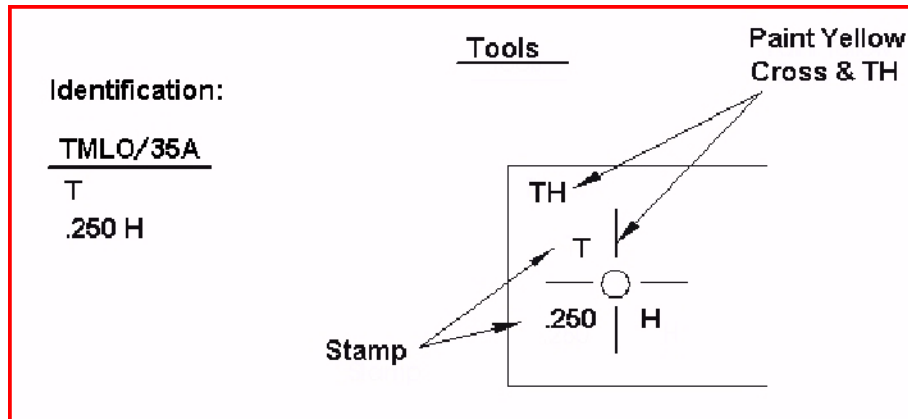 Tools
Paint Yellow
Cross & TH
Identification:
TMLO/35A
T
.250 H
TH
T
.250 H
Stamp